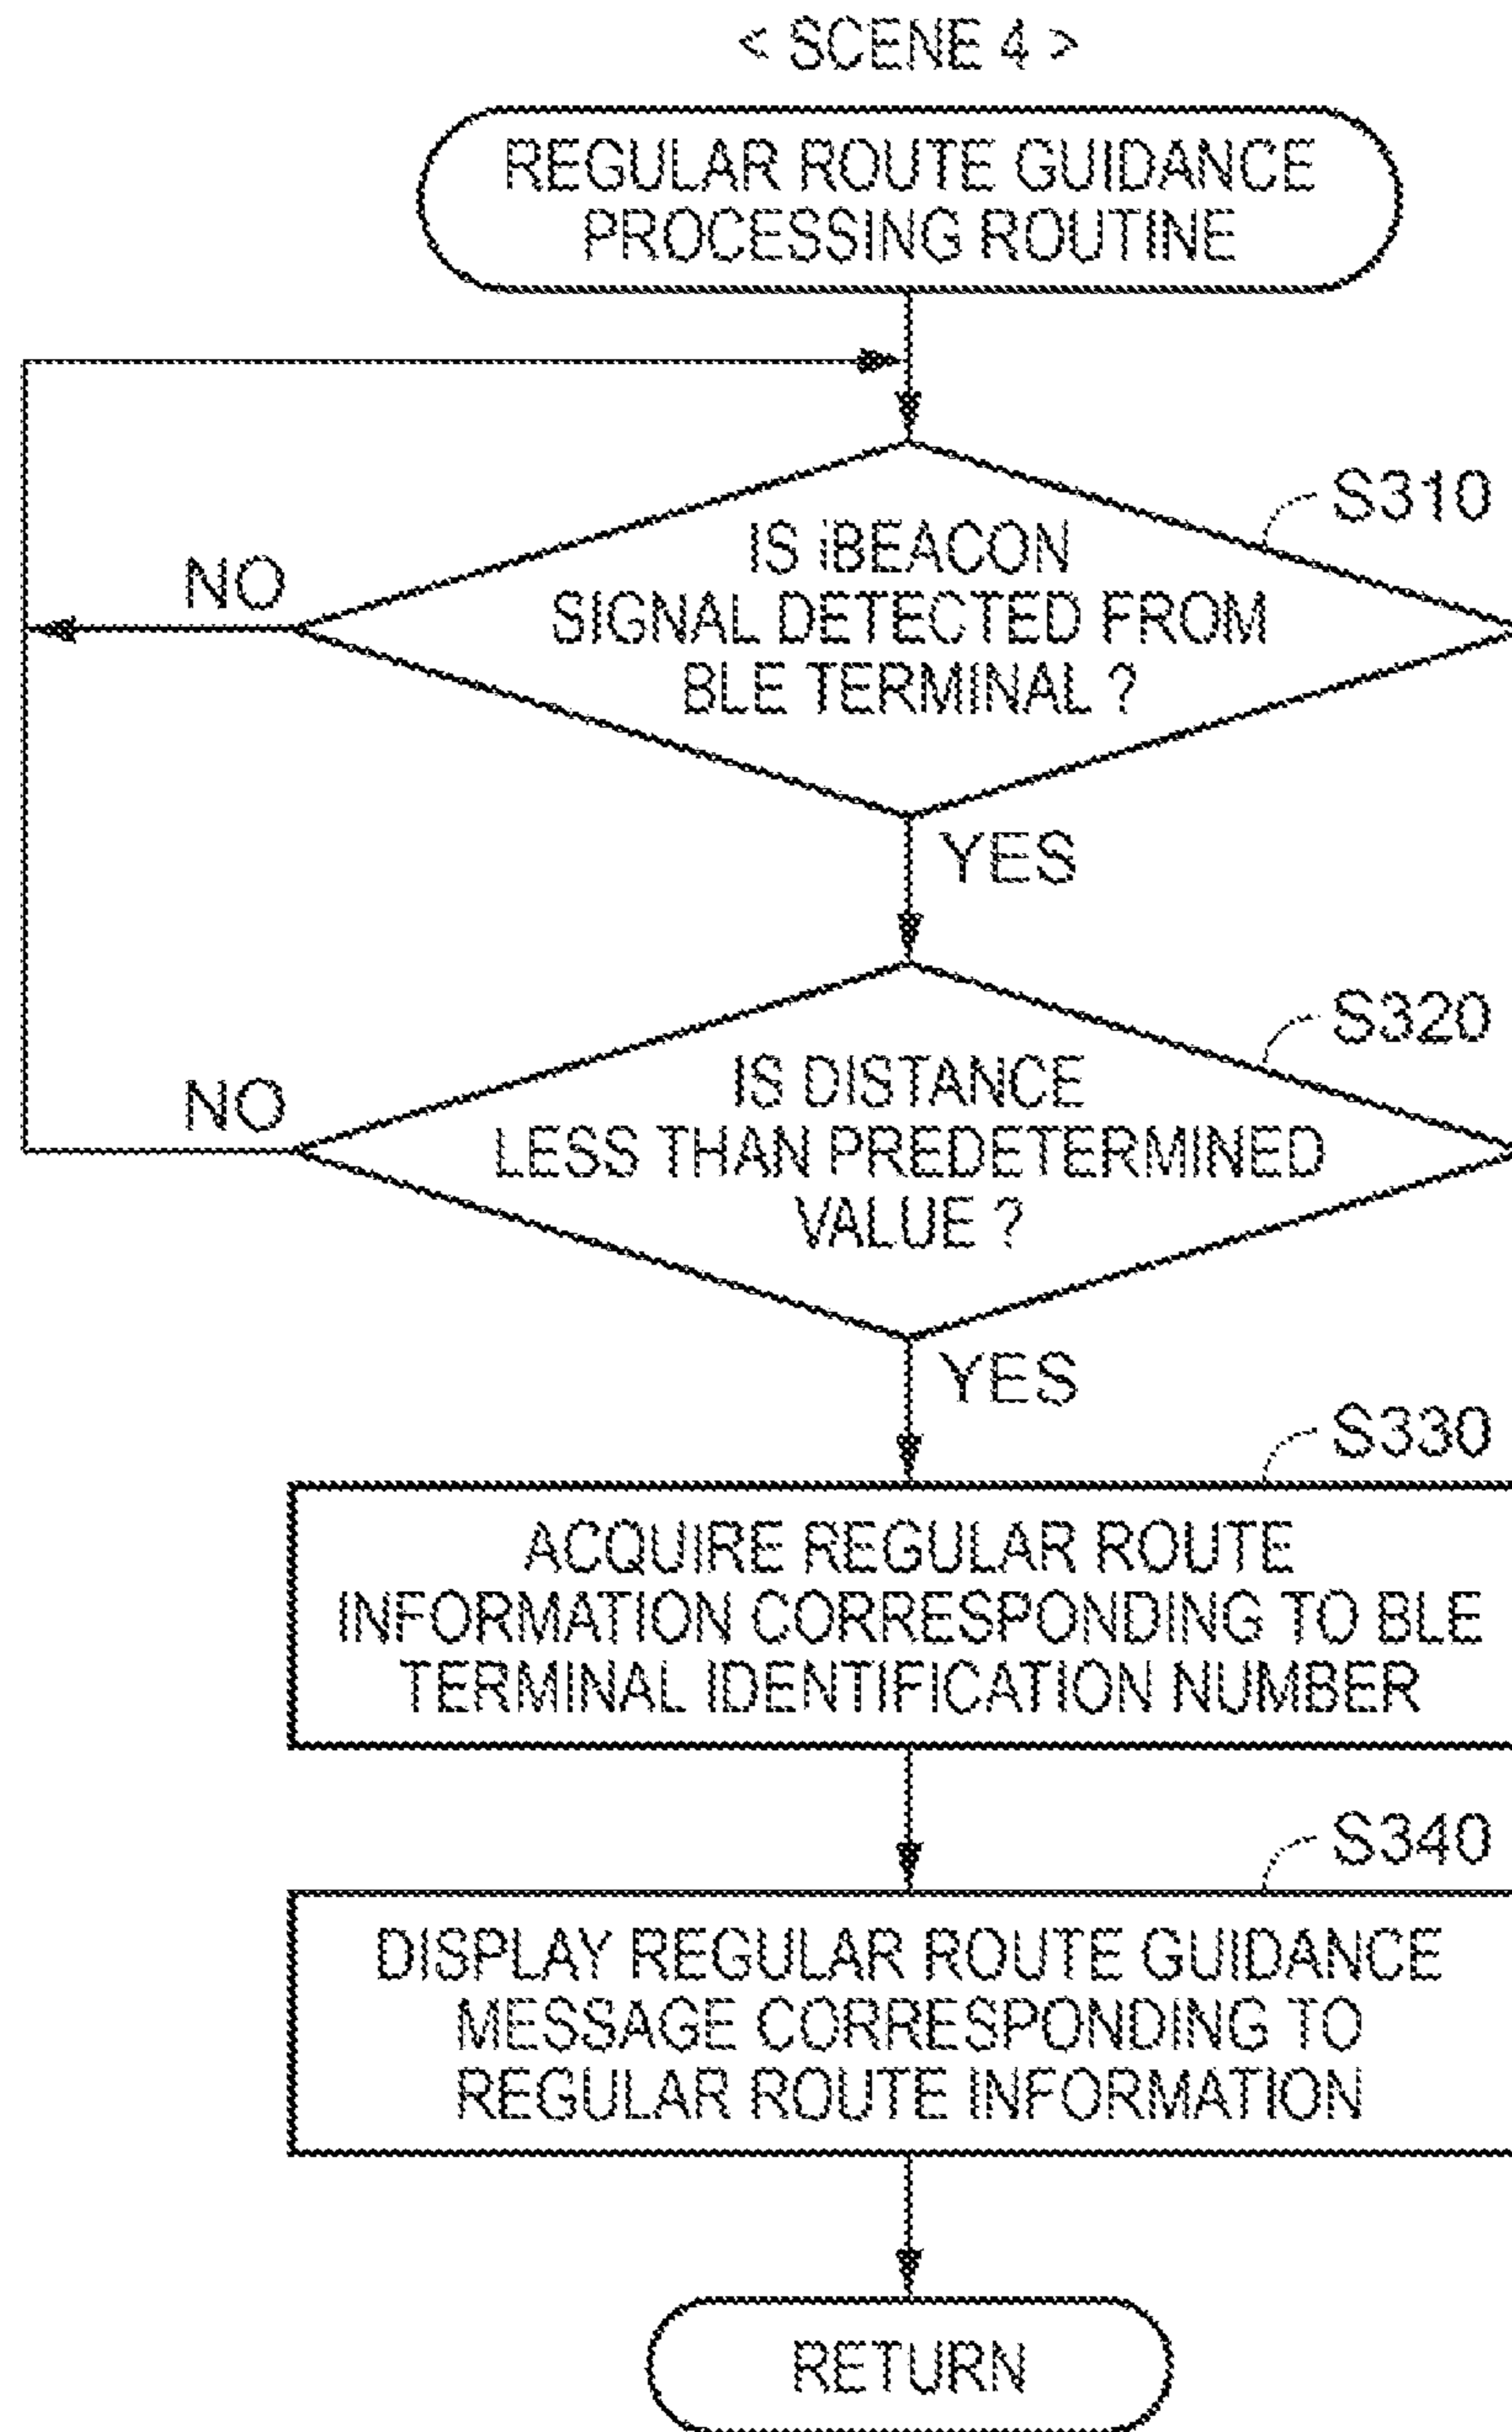 < SCENE 4 >
REGULAR ROUTE GUIDANCE
PROCESSING ROUTINE
S310
IS iBEACON
SIGNAL DETECTED FROM
BLE TERMINAL ?
NO
YES
S320
IS DISTANCE
LESS THAN PREDETERMINED
VALUE ?
NO
YES
S330
ACQUIRE REGULAR ROUTE
INFORMATION CORRESPONDING TO BLE
TERMINAL IDENTIFICATION NUMBER
S340
DISPLAY REGULAR ROUTE GUIDANCE
MESSAGE CORRESPONDING TO
REGULAR ROUTE INFORMATION
RETURN